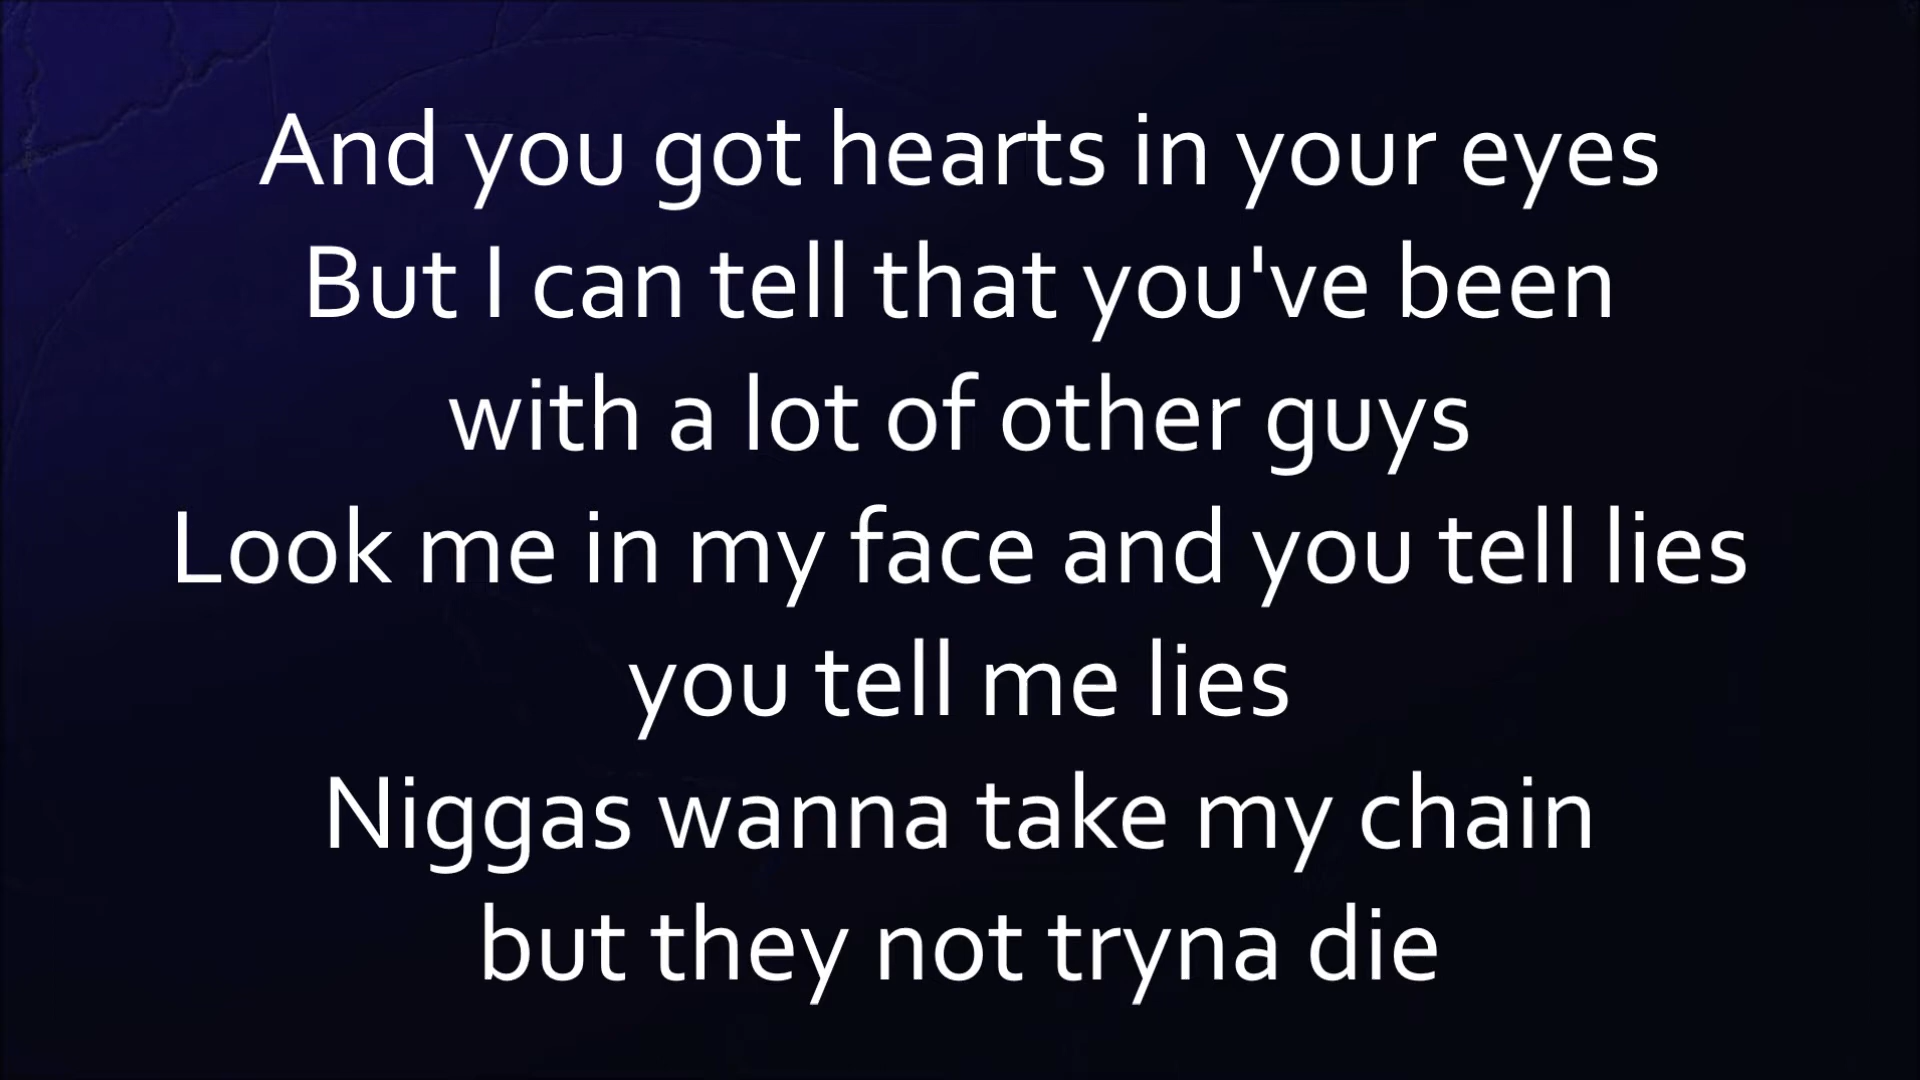 And you got hearts in your eyes
But I can tell that you've been
with a lot of other guys
Look me in my face and you tell lies
you tell me lies
Niggas wanna take my chain
but they not tryna die